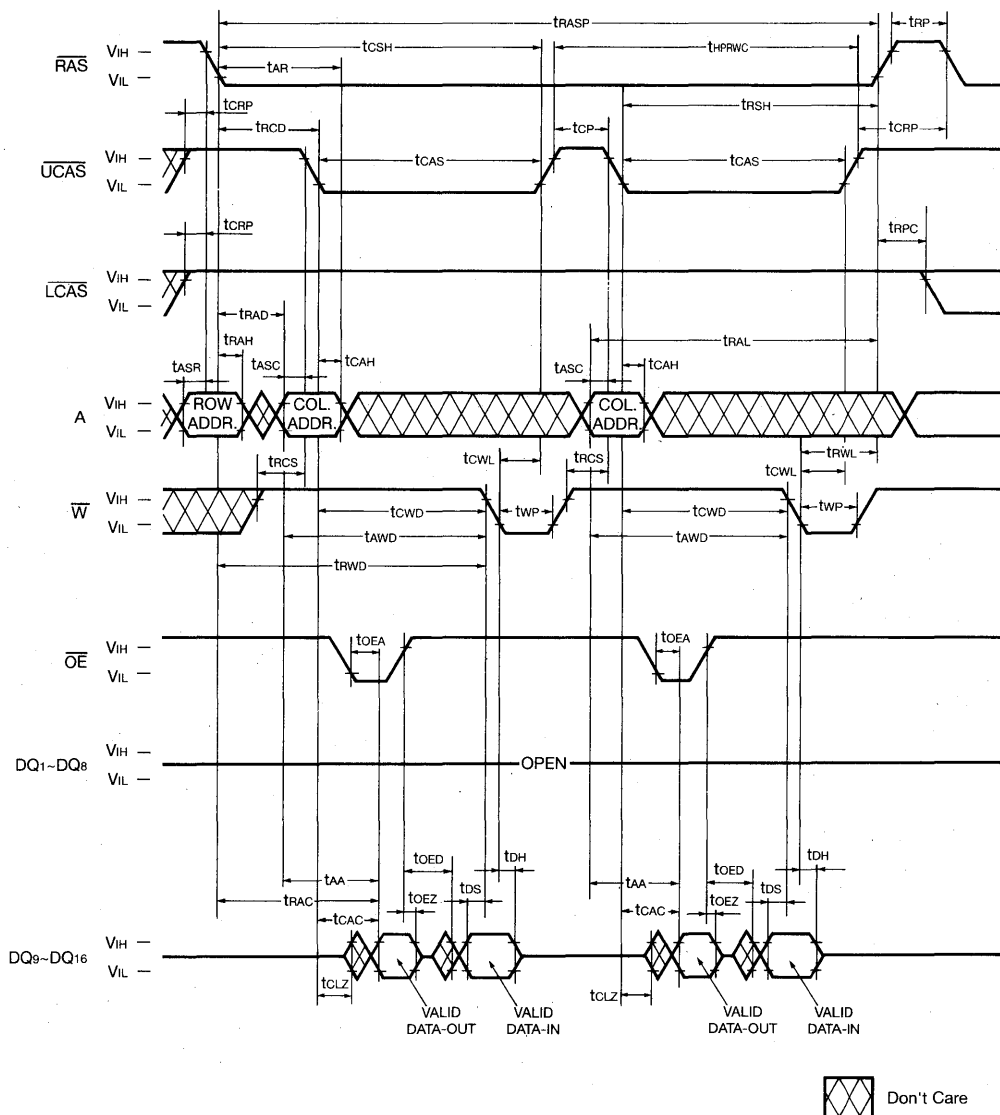 tRASP
tRP
tCSH
tHPRWC
RAS
VIH
VIL
tAR
tRSH
tCRP
tRCD
tCP
tCRP
UCAS
VIH
VIL
tCAS
tCAS
tCRP
tRPC
LCAS
VIH
VIL
tRAD
tRAH
tCAH
tRAL
tASR
tASC
tASC
tCAH
A
VIH
VIL
ROW
ADDR.
COL.
ADDR.
COL.
ADDR.
tRCS
tCWL
tRCS
tCWL
tRWL
W
VIH
VIL
tCWD
tWP
tCWD
tWP
tAWD
tAWD
tRWD
OE
VIH
VIL
tOEA
tOEA
DQ1~DQ8
VIH
VIL
OPEN
tAA
tOED
tDH
tAA
tOED
tDH
tRAC
tOEZ
tDS
tOEZ
tDS
tCAC
tCAC
DQ9~DQ16
VIH
VIL
tCLZ
tCLZ
VALID
DATA-OUT
VALID
DATA-IN
VALID
DATA-OUT
VALID
DATA-IN
Don't Care